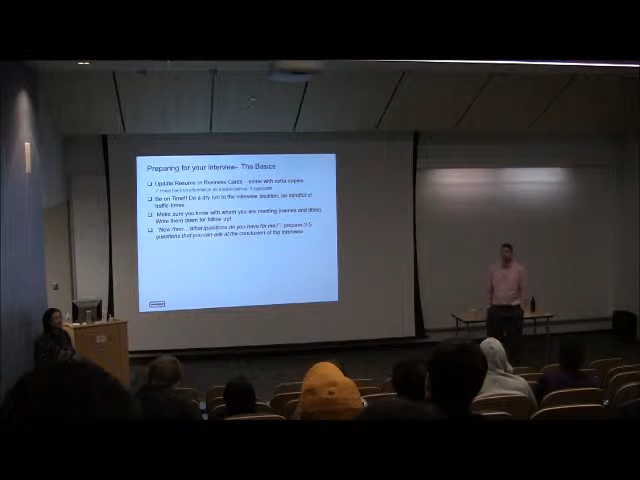 Preparing for your interview- The Basics
Update Resume or Business Cards - come with extra copies
Be on Time!! Do a dry run to the interview location, be mindful of
traffic times
Make sure you know with whom you are meeting (names and titles).
Write them down for follow up!
"Now then... What questions do you have for me?"- prepare 3-5
questions that you can ask at the conclusion of the interview